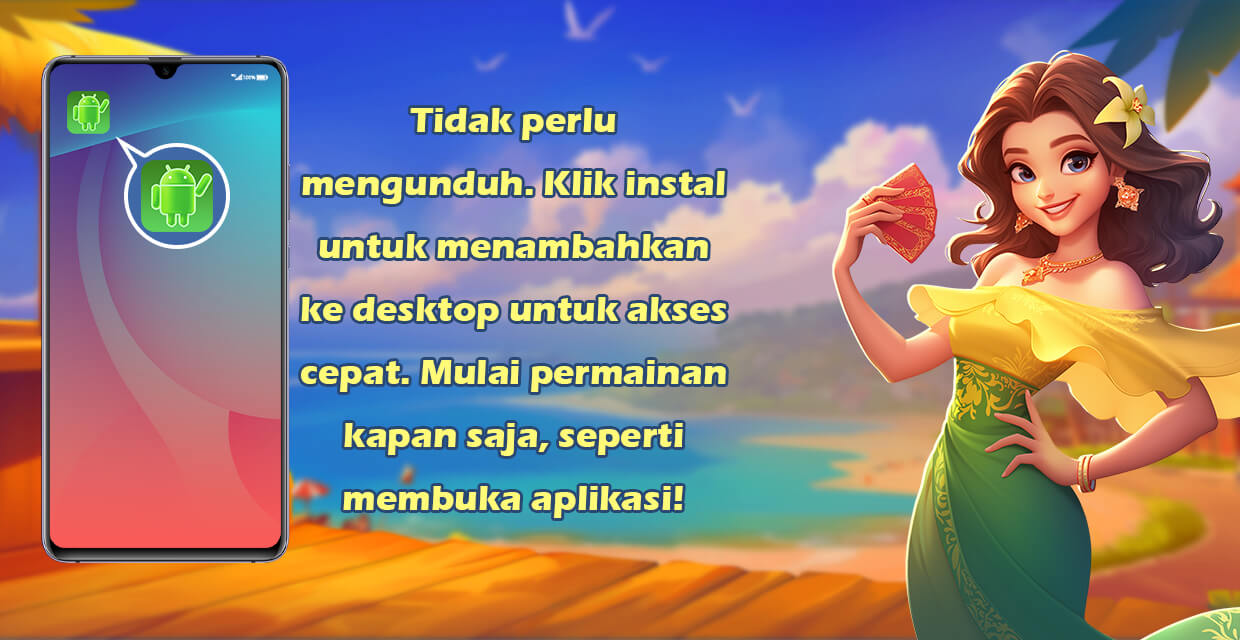 100%
Tidak perlu
mengunduh. Klik instal
untuk menambahkan
ke desktop untuk akses
cepat. Mulai permainan
kapan saja, seperti
membuka aplikasi!